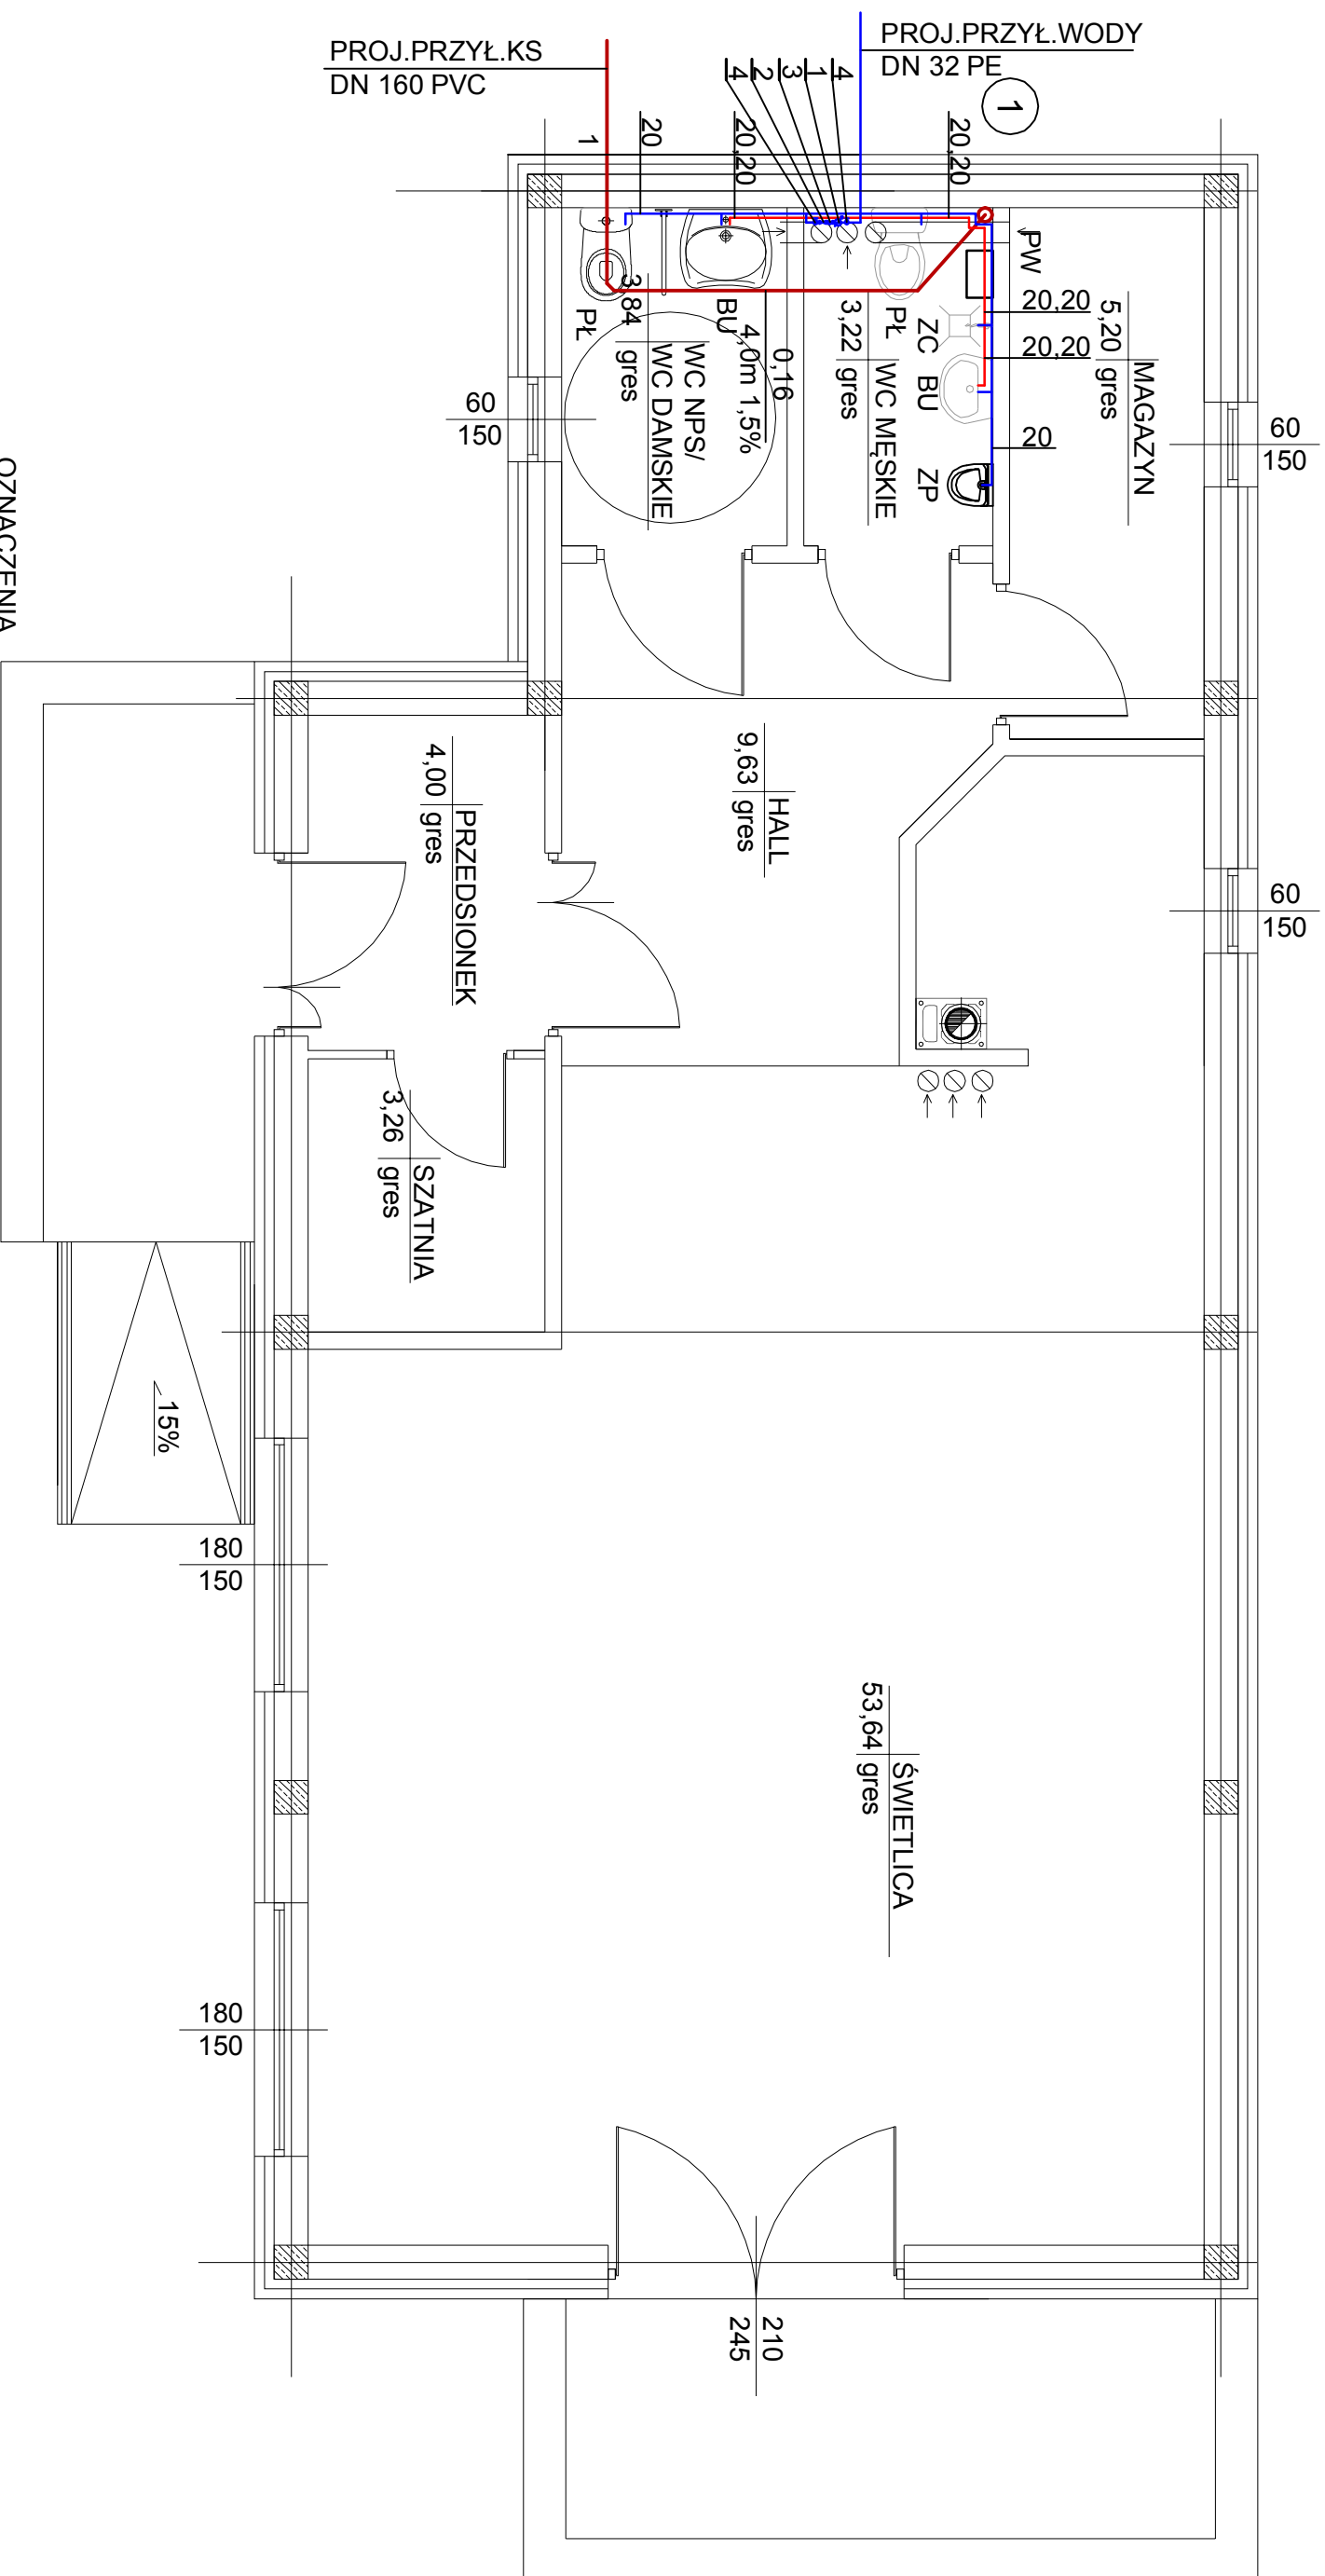 PROJ.PRZYŁ.KS
DN 160 PVC
PROJ.PRZYŁ.WODY
DN 32 PE
4
2
3
1
4
1
1
20
20,20
20,20
PW
20,20
20,20
20
MAGAZYN
5,20 gres
WC MĘSKIE
3,22 gres
PŁ
ZC
BU
ZP
0,16
4,0m 1,5%
BU
WC NPS/
WC DAMSKIE
3,84 gres
PŁ
60
150
60
150
60
150
OZNACZENIA
HALL
9,63 gres
PRZEDSIONEK
4,00 gres
SZATNIA
3,26 gres
15%
180
150
180
150
ŚWIETLICA
53,64 gres
210
245